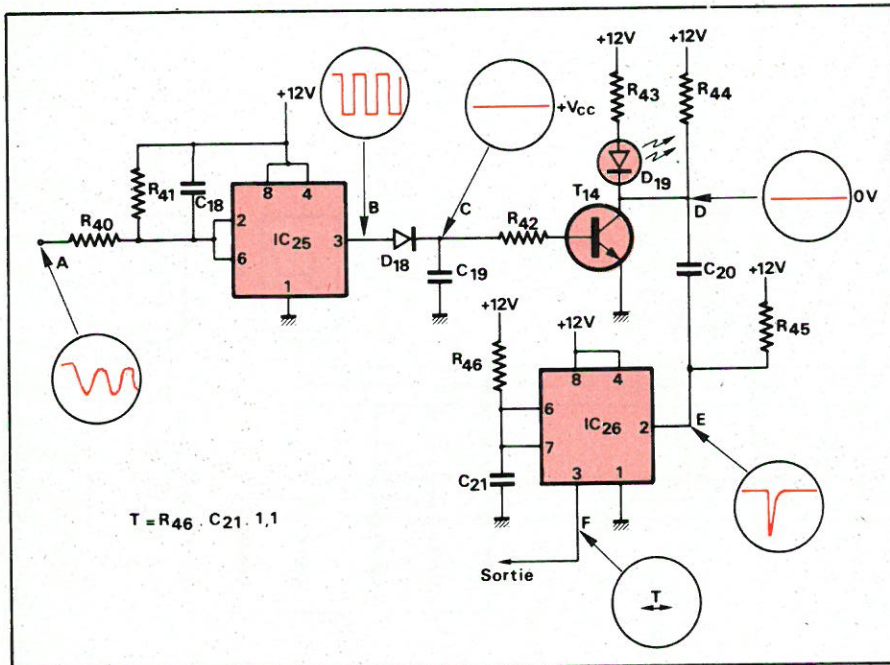 +12V
+12V
+12V
R43
R44
+VCC
R41
C18
8
4
B
C
T14
D19
D
0V
R40
2
6
IC25
3
D18
R42
C19
C20
+12V
A
1
+12V
+12V
R45
R46
8
4
6
7
IC26
2
E
C21
3
1
T = R46 . C21 . 1,1
F
Sortie
T